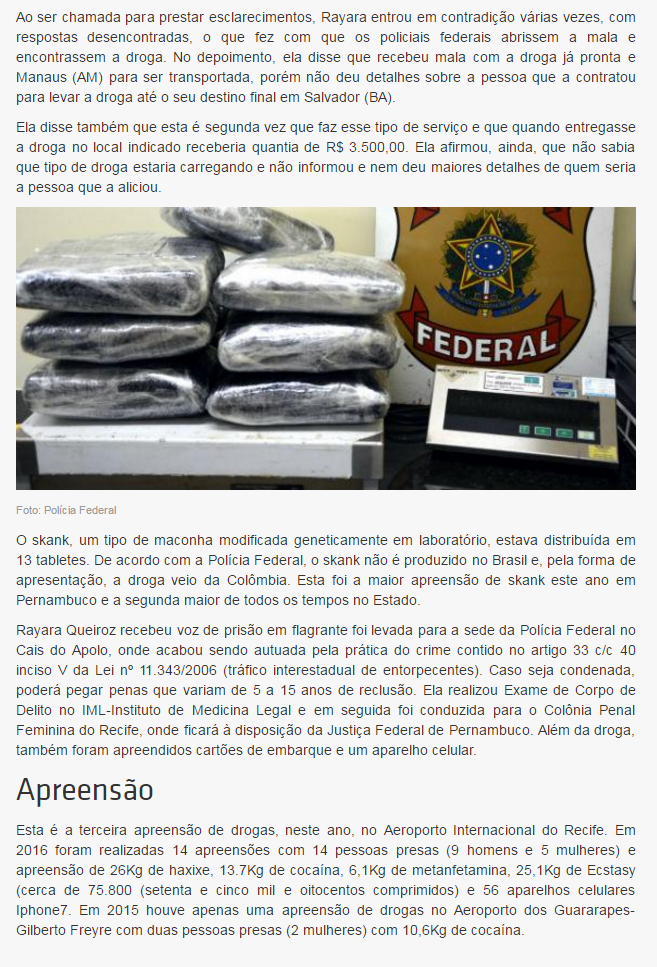 Ao ser chamada para prestar esclarecimentos, Rayara entrou em contradição várias vezes, com
respostas desencontradas, o que fez com que os policiais federais abrissem a mala e
encontrassem a droga. No depoimento, ela disse que recebeu mala com a droga já pronta e
Manaus (AM) para ser transportada, porém não deu detalhes sobre a pessoa que a contratou
para levar a droga até o seu destino final em Salvador (BA).
Ela disse também que esta é segunda vez que faz esse tipo de serviço e que quando entregasse
a droga no local indicado receberia quantia de R$ 3.500,00. Ela afirmou, ainda, que não sabia
que tipo de droga estaria carregando e não informou e nem deu maiores detalhes de quem seria
a pessoa que a aliciou.
FEDERAL
Foto: Polícia Federal
O skank, um tipo de maconha modificada geneticamente em laboratório, estava distribuída em
13 tabletes. De acordo com a Polícia Federal, o skank não é produzido no Brasil e, pela forma de
apresentação, a droga veio da Colômbia. Esta foi a maior apreensão de skank este ano em
Pernambuco e a segunda maior de todos os tempos no Estado.
Rayara Queiroz recebeu voz de prisão em flagrante foi levada para a sede da Polícia Federal no
Cais do Apolo, onde acabou sendo autuada pela prática do crime contido no artigo 33 c/c 40
inciso V da Lei nº 11.343/2006 (tráfico interestadual de entorpecentes). Caso seja condenada,
poderá pegar penas que variam de 5 a 15 anos de reclusão. Ela realizou Exame de Corpo de
Delito no IML-Instituto de Medicina Legal e em seguida foi conduzida para o Colônia Penal
Feminina do Recife, onde ficará à disposição da Justiça Federal de Pernambuco. Além da droga,
também foram apreendidos cartões de embarque e um aparelho celular.
Apreensão
Esta é a terceira apreensão de drogas, neste ano, no Aeroporto Internacional do Recife. Em
2016 foram realizadas 14 apreensões com 14 pessoas presas (9 homens e 5 mulheres) e
apreensão de 26Kg de haxixe, 13.7Kg de cocaína, 6,1Kg de metanfetamina, 25,1Kg de Ecstasy
(cerca de 75.800 (setenta e cinco mil e oitocentos comprimidos) e 56 aparelhos celulares
Iphone7. Em 2015 houve apenas uma apreensão de drogas no Aeroporto dos Guararapes-
Gilberto Freyre com duas pessoas presas (2 mulheres) com 10,6Kg de cocaína.